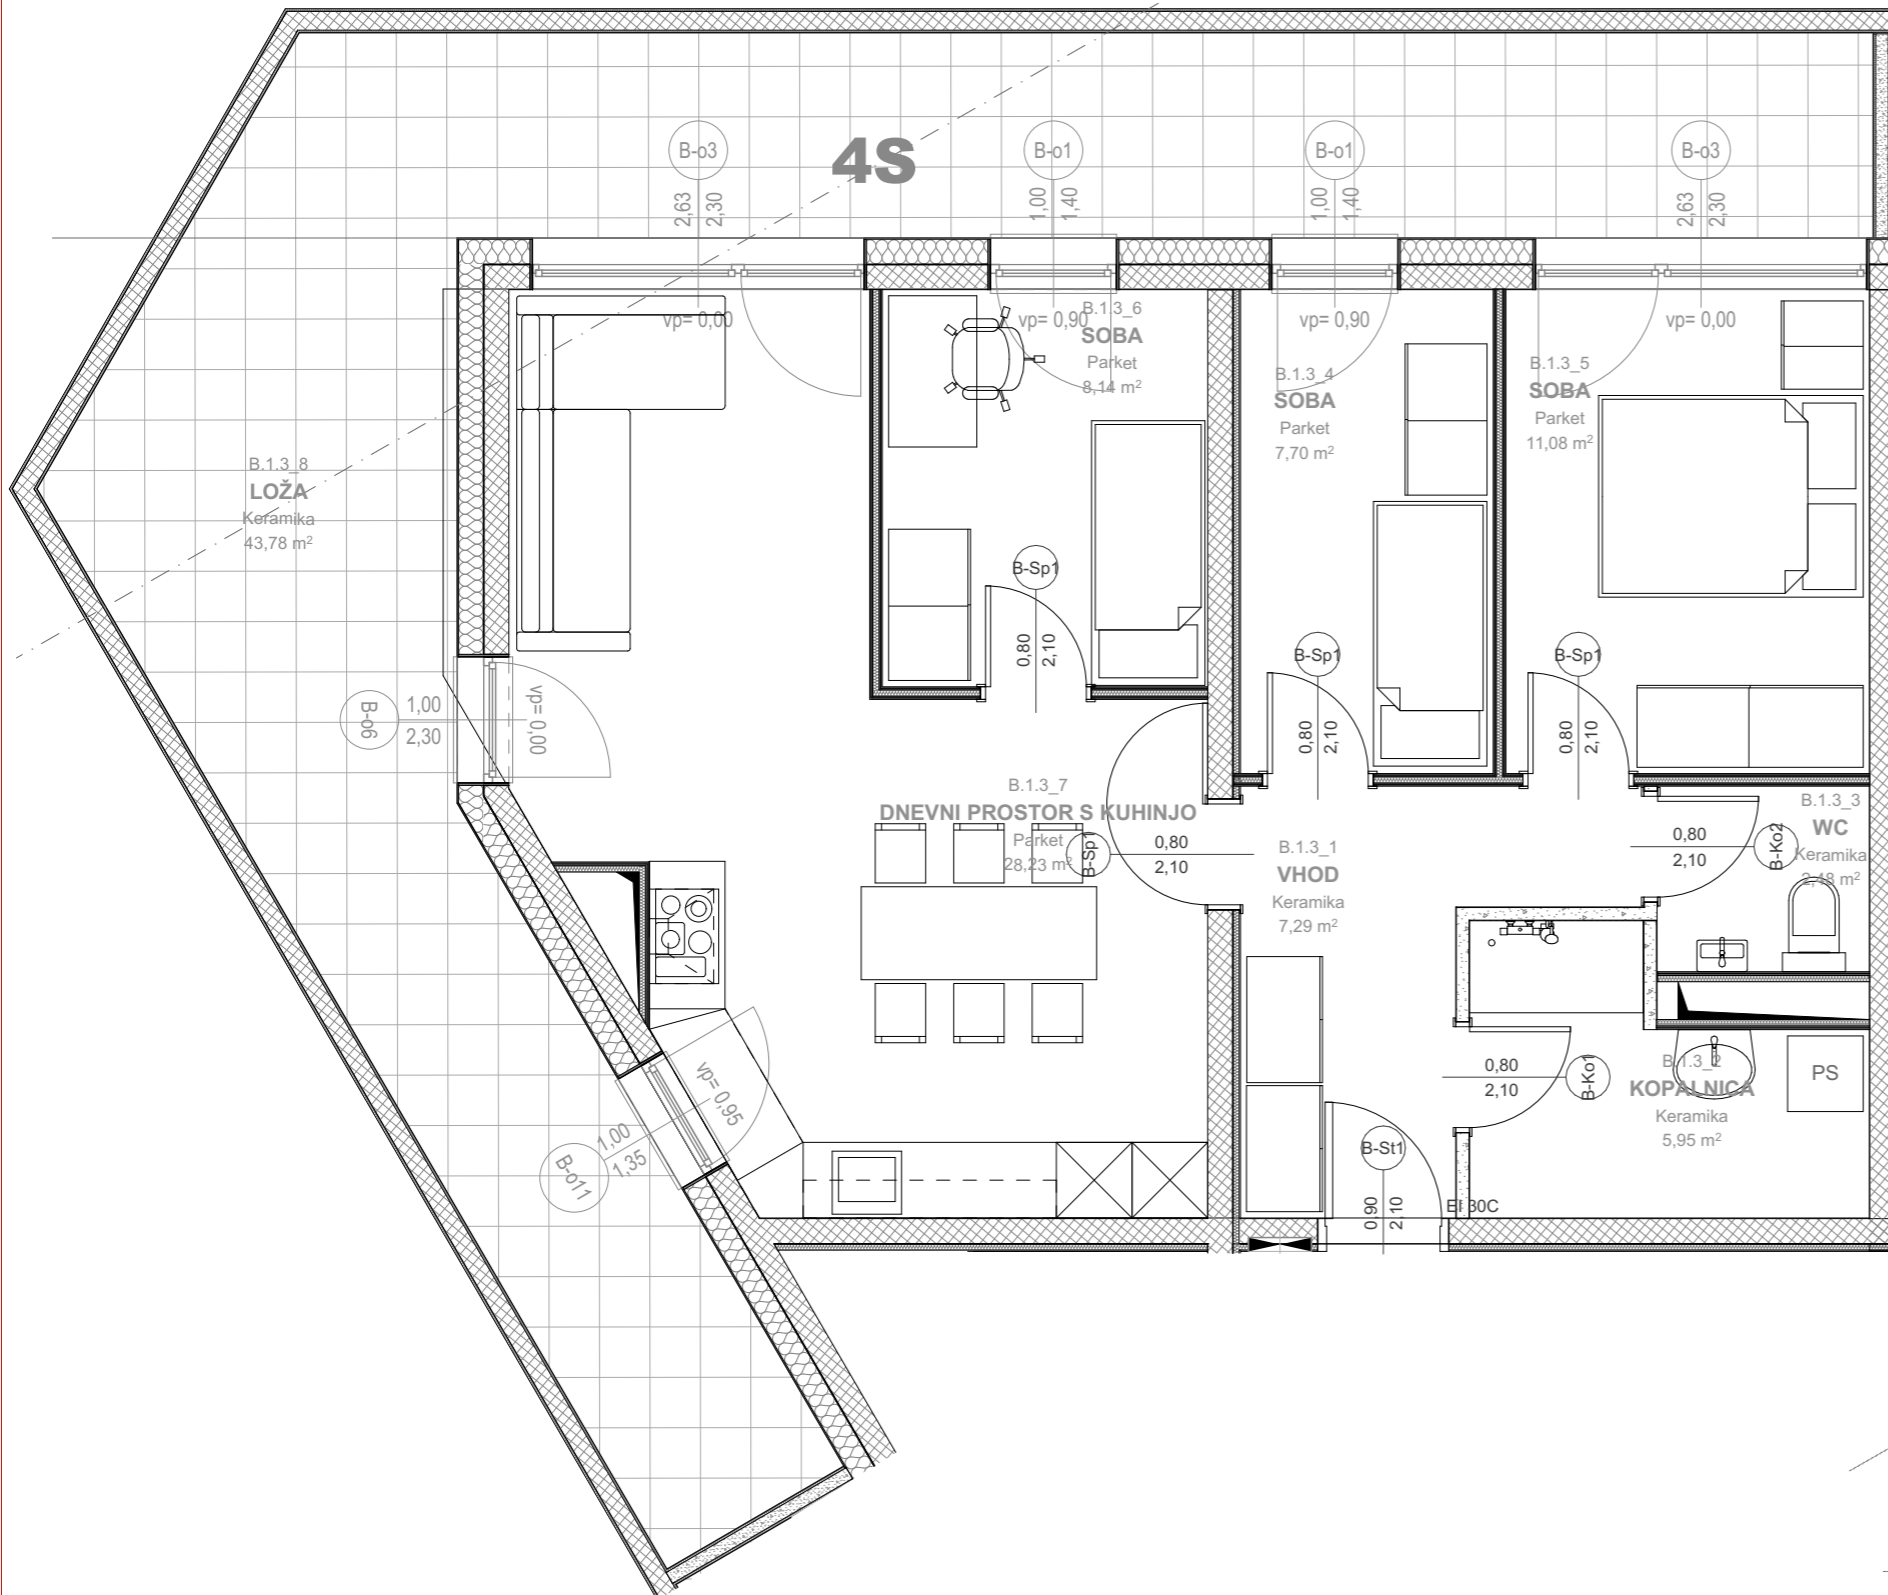 4S
B-o3
2,63
2,30
vp= 0,00
B-o1
1,00
1,40
vp= 0,90
B-o1
1,00
1,40
vp= 0,90
B-o3
2,63
2,30
vp= 0,00
B.1.3_6
SOBA
Parket
8,14 m²
B.1.3_4
SOBA
Parket
7,70 m²
B.1.3_5
SOBA
Parket
11,08 m²
B.1.3_8
LOŽA
Keramika
43,78 m²
B-Sp1
0,80
2,10
B-Sp1
0,80
2,10
B-Sp1
0,80
2,10
B-o6
1,00
2,30
vp= 0,00
B.1.3_7
DNEVNI PROSTOR S KUHINJO
Parket
28,23 m²
B-Sp1
0,80
2,10
B.1.3_1
VHOD
Keramika
7,29 m²
0,80
2,10
B-Ko2
B.1.3_3
WC
Keramika
2,48 m²
0,80
2,10
B-Ko1
B.1.3_2
KOPALNICA
Keramika
5,95 m²
PS
vp= 0,95
B-o11
1,00
1,35
B-St1
0,90
2,10
EI 30C